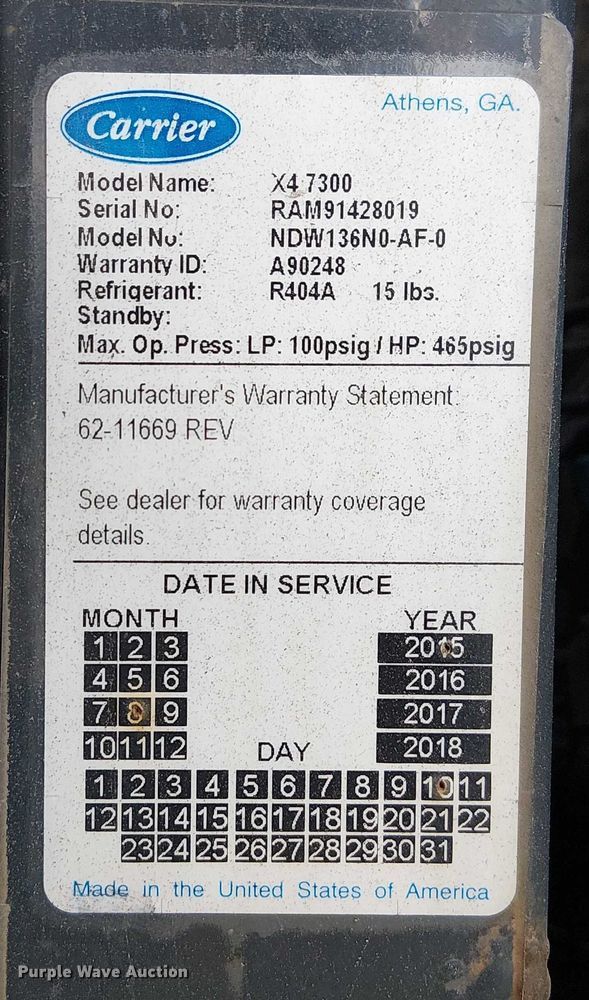 Carrier
Athens, GA.
Model Name: X4 7300
Serial No: RAM91428019
Model No: NDW136N0-AF-0
Warranty ID: A90248
Refrigerant: R404A 15 lbs.
Standby:
Max. Op. Press: LP: 100psig / HP: 465psig
Manufacturer's Warranty Statement:
62-11669 REV
See dealer for warranty coverage
details.
DATE IN SERVICE
MONTH YEAR
1 2 3 2015
4 5 6 2016
7 8 9 2017
10 11 12 2018
DAY
1 2 3 4 5 6 7 8 9 10 11
12 13 14 15 16 17 18 19 20 21 22
23 24 25 26 27 28 29 30 31
Made in the United States of America
Purple Wave Auction